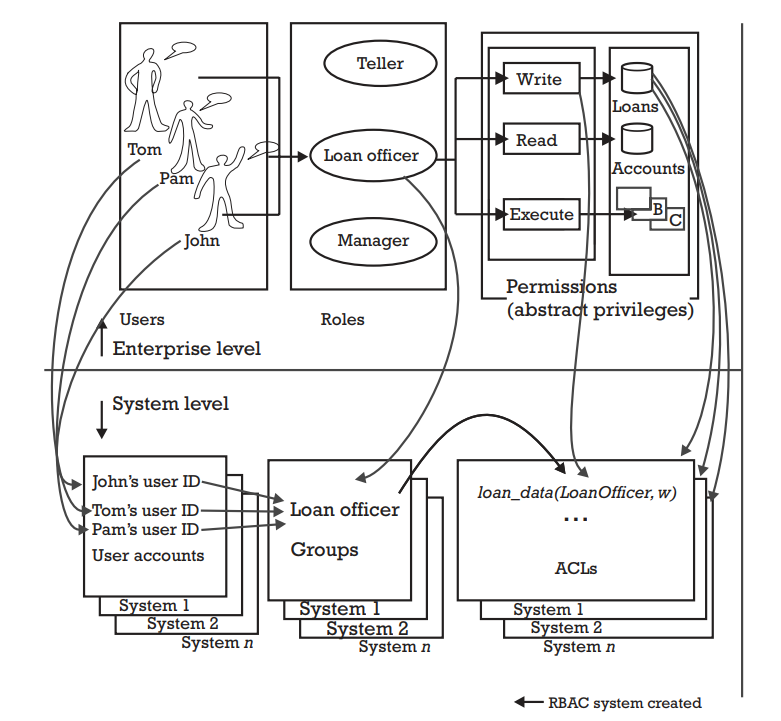 Tom
Pam
John
Users
Teller
Loan officer
Manager
Roles
Write
Read
Execute
Loans
Accounts
B
C
Permissions
(abstract privileges)
Enterprise level
System level
John's user ID
Tom's user ID
Pam's user ID
User accounts
System 1
System 2
System n
Loan officer
Groups
System 1
System 2
System n
loan_data(LoanOfficer, w)
...
ACLs
System 1
System 2
System n
RBAC system created